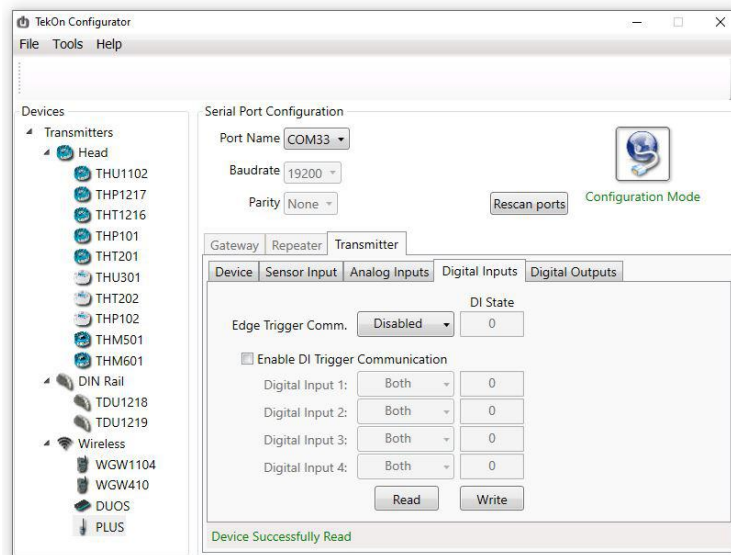 TekOn Configurator
File Tools Help
Devices
Transmitters
Head
THU1102
THP1217
THT1216
THP101
THT201
THU301
THT202
THP102
THM501
THM601
DIN Rail
TDU1218
TDU1219
Wireless
WGW1104
WGW410
DUOS
PLUS
Serial Port Configuration
Port Name COM33
Baudrate 19200
Parity None
Rescan ports
Configuration Mode
Gateway Repeater Transmitter
Device Sensor Input Analog Inputs Digital Inputs Digital Outputs
DI State
Edge Trigger Comm. Disabled 0
Enable DI Trigger Communication
Digital Input 1: Both 0
Digital Input 2: Both 0
Digital Input 3: Both 0
Digital Input 4: Both 0
Read Write
Device Successfully Read